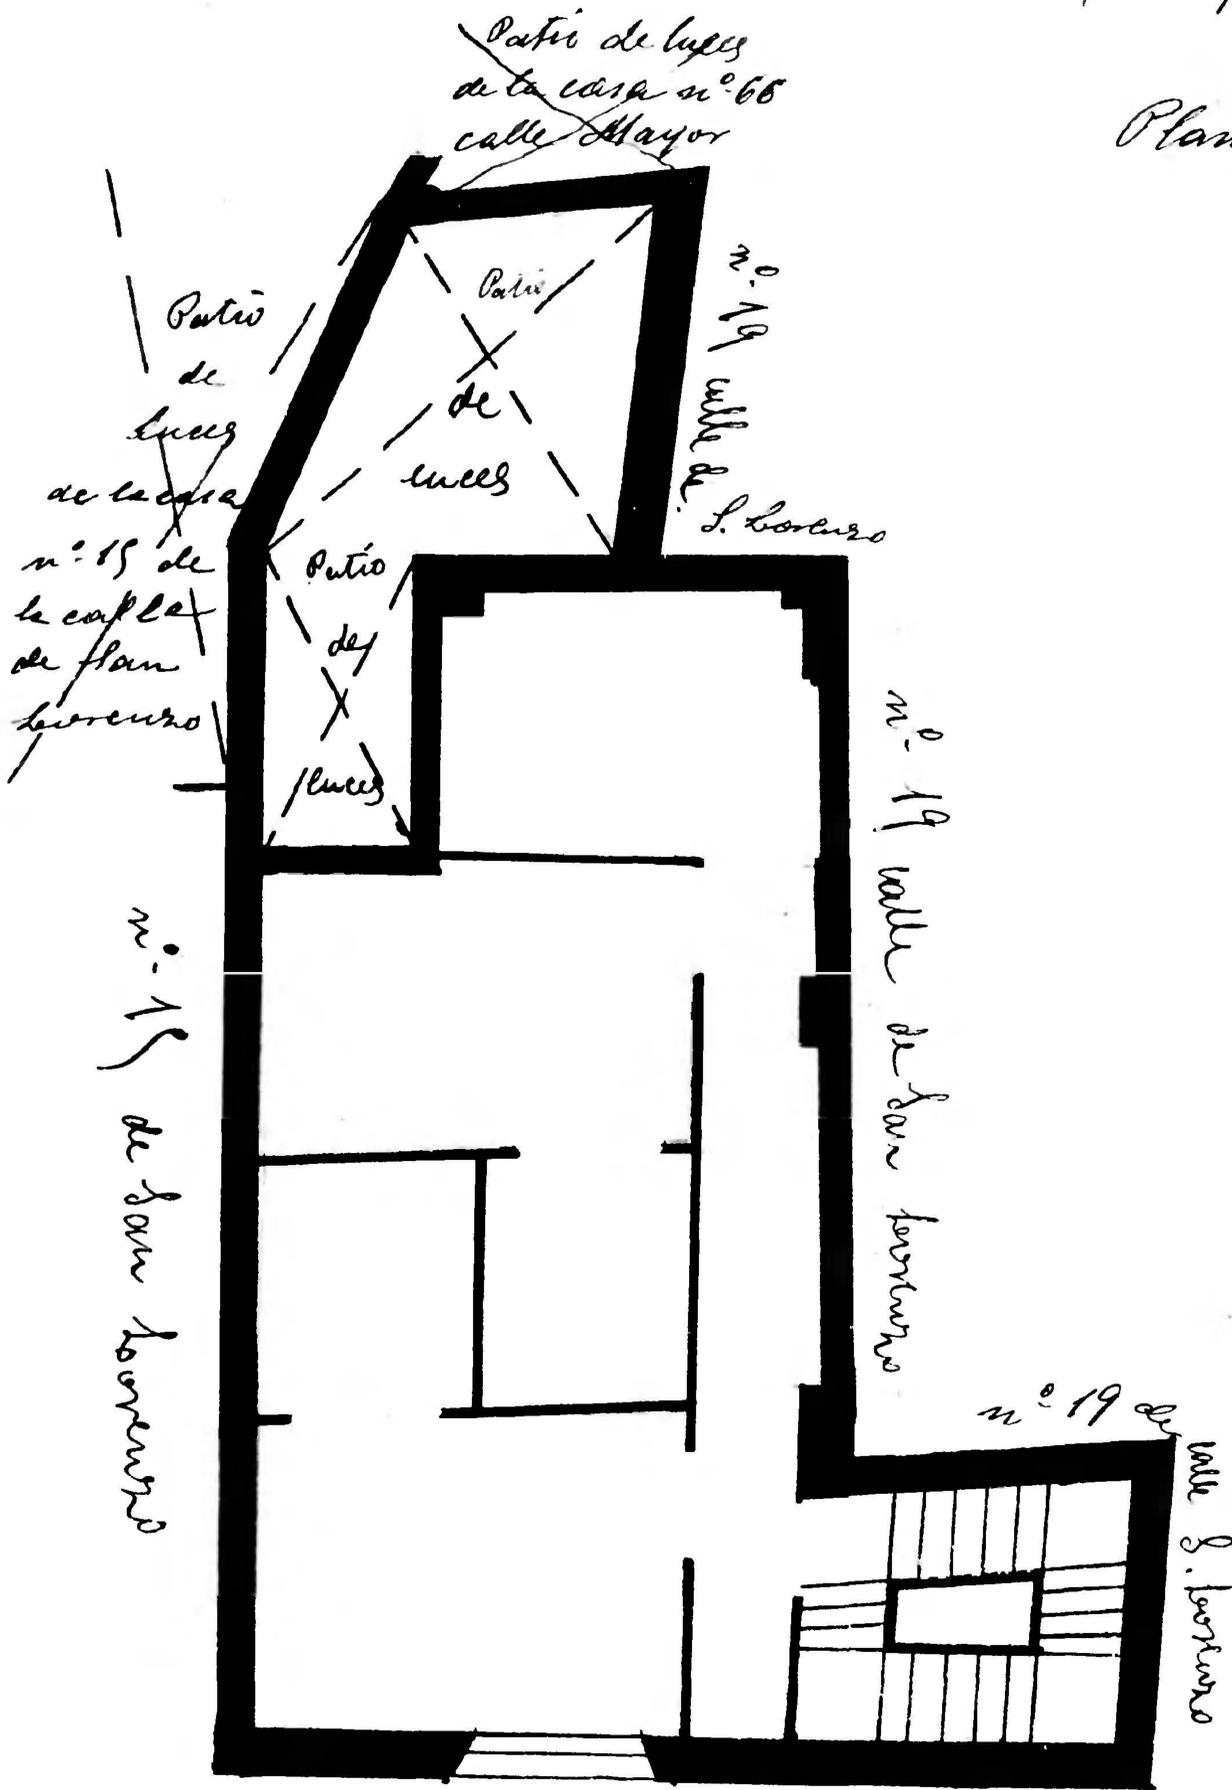 Patio de luces
de la casa nº 66
calle Mayor
Plan
Patio
de
luces
de la casa
nº 15 de
la calle
de San
Lorenzo
Patio
de
luces
nº 19 calle de
S. Lorenzo
Patio
de
luces
nº 19 calle de San Lorenzo
nº 15 de San Lorenzo
nº 19 de
calle S. Lorenzo